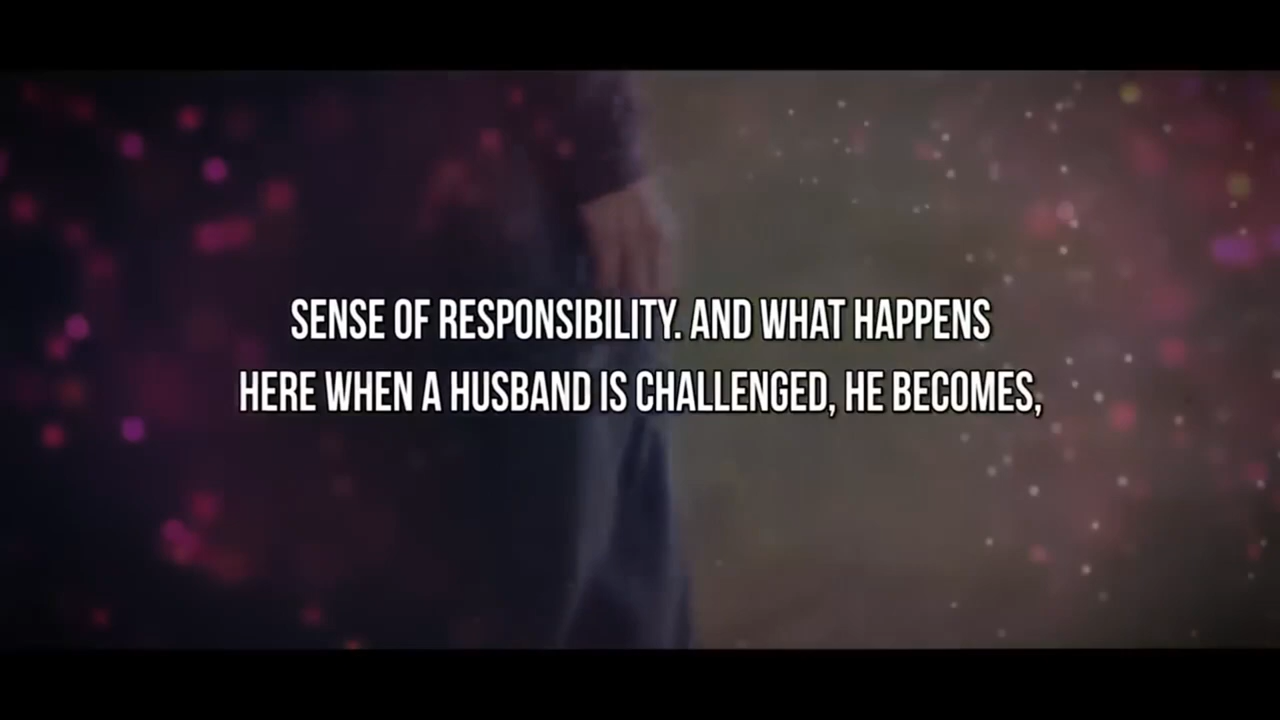 SENSE OF RESPONSIBILITY. AND WHAT HAPPENS
HERE WHEN A HUSBAND IS CHALLENGED, HE BECOMES,